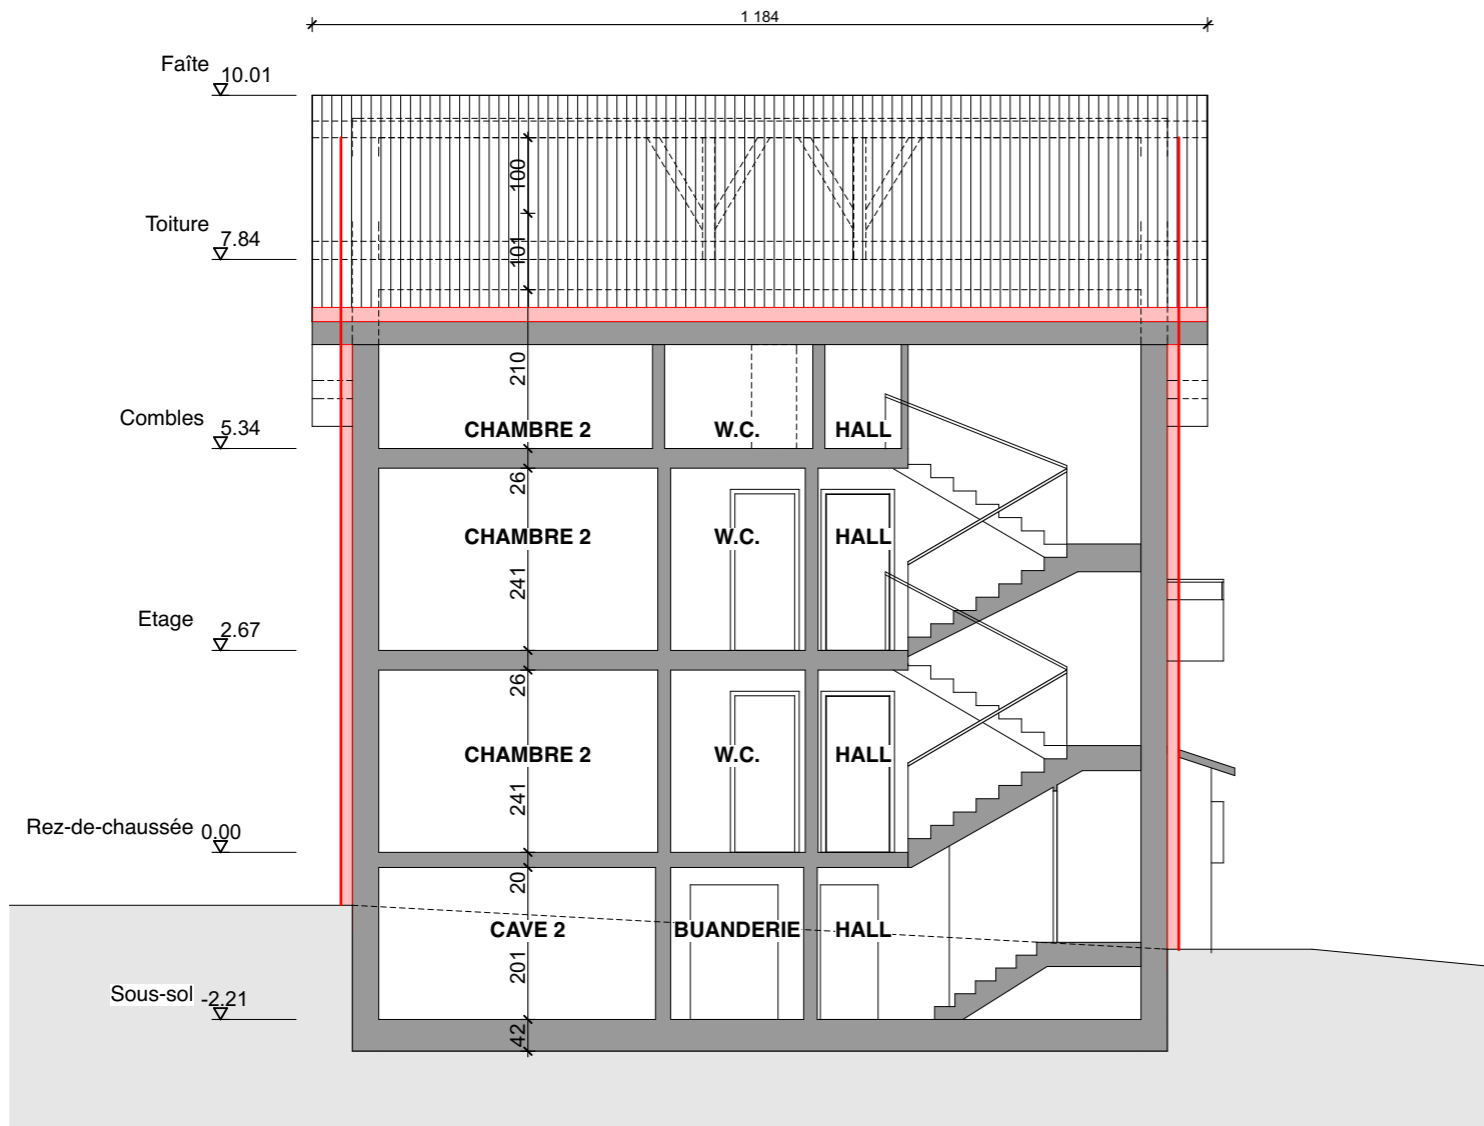 1 184
Faîte 10.01
100
Toiture 7.84
101
210
Combles 5.34
CHAMBRE 2 W.C. HALL
26
CHAMBRE 2 W.C. HALL
241
Etage 2.67
26
CHAMBRE 2 W.C. HALL
241
Rez-de-chaussée 0.00
20
CAVE 2 BUANDERIE HALL
201
Sous-sol -2.21
42